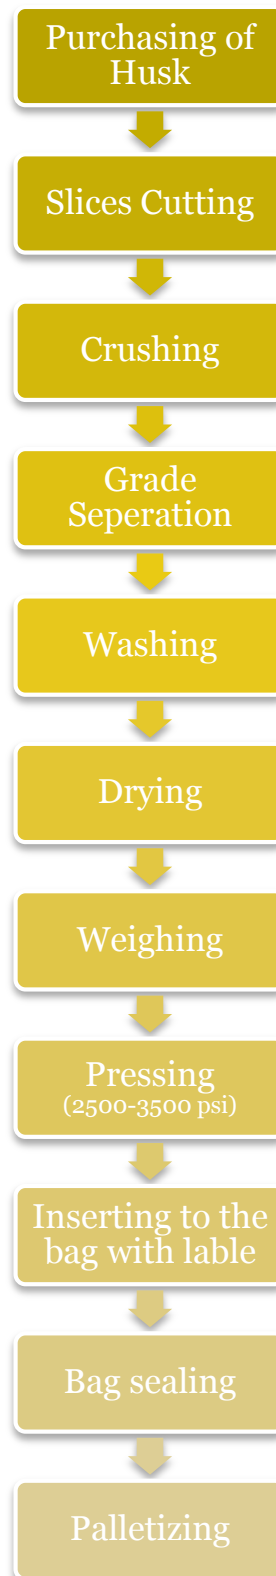 Purchasing of
Husk
Slices Cutting
Crushing
Grade
Seperation
Washing
Drying
Weighing
Pressing
(2500-3500 psi)
Inserting to the
bag with lable
Bag sealing
Palletizing